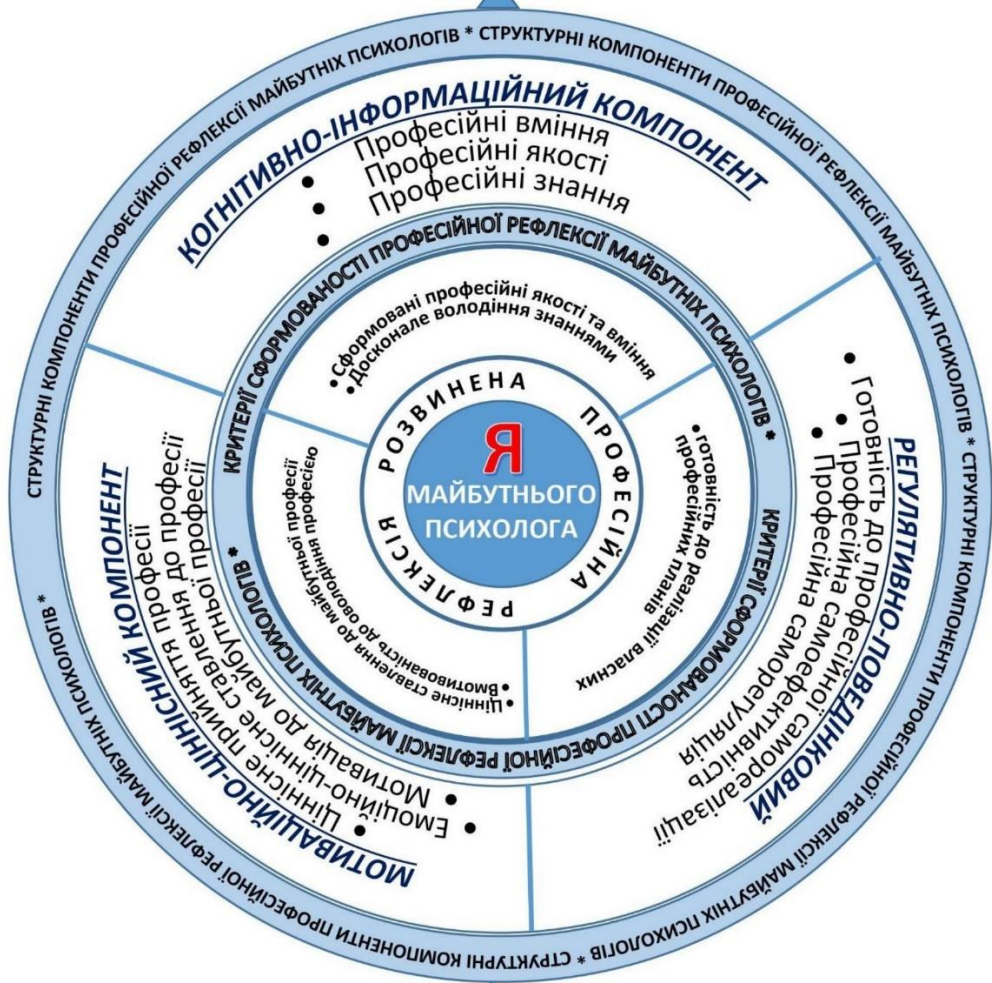 СТРУКТУРНІ КОМПОНЕНТИ ПРОФЕСІЙНОЇ РЕФЛЕКСІЇ МАЙБУТНІХ ПСИХОЛОГІВ * СТРУКТУРНІ КОМПОНЕНТИ ПРОФЕСІЙНОЇ РЕФЛЕКСІЇ МАЙБУТНІХ ПСИХОЛОГІВ * СТРУКТУРНІ КОМПОНЕНТИ ПРОФЕСІЙНОЇ РЕФЛЕКСІЇ МАЙБУТНІХ ПСИХОЛОГІВ * СТРУКТУРНІ КОМПОНЕНТИ ПРОФЕСІЙНОЇ РЕФЛЕКСІЇ МАЙБУТНІХ ПСИХОЛОГІВ *
КОГНІТИВНО-ІНФОРМАЦІЙНИЙ КОМПОНЕНТ
• Професійні вміння
• Професійні якості
• Професійні знання
РЕГУЛЯТИВНО-ПОВЕДІНКОВИЙ
• Готовність до професійної самореалізації
• Професійна самоефективність
• Професійна саморегуляція
МОТИВАЦІЙНО-ЦІННІСНИЙ КОМПОНЕНТ
• Ціннісне прийняття професії
• Емоційно-ціннісне ставлення до професії
• Мотивація до майбутньої професії
КРИТЕРІЇ СФОРМОВАНОСТІ ПРОФЕСІЙНОЇ РЕФЛЕКСІЇ МАЙБУТНІХ ПСИХОЛОГІВ *
КРИТЕРІЇ СФОРМОВАНОСТІ ПРОФЕСІЙНОЇ РЕФЛЕКСІЇ МАЙБУТНІХ ПСИХОЛОГІВ *
• Сформовані професійні якості та вміння
• Досконале володіння знаннями
• готовність до реалізації власних
професійних планів
• Ціннісне ставлення до майбутньої професії
• Вмотивованість до оволодіння професією
РОЗВИНЕНА ПРОФЕСІЙНА РЕФЛЕКСІЯ
Я
МАЙБУТНЬОГО
ПСИХОЛОГА